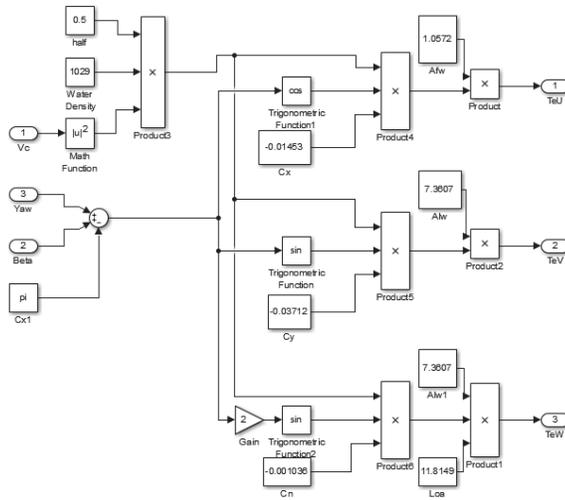 0.5
half
1029
Water
Density
×
Product3
1
Vc
|u|²
Math
Function
3
Yaw
2
Beta
+
+
−
pi
Cx1
cos
Trigonometric
Function1
-0.01453
Cx
×
Product4
1.0572
Afw
×
Product
1
TeU
sin
Trigonometric
Function
-0.03712
Cy
×
Product5
7.3607
Alw
×
Product2
2
TeV
2
Gain
sin
Trigonometric
Function2
-0.001036
Cn
×
Product6
7.3607
Alw1
×
Product1
11.8149
Loa
3
TeW